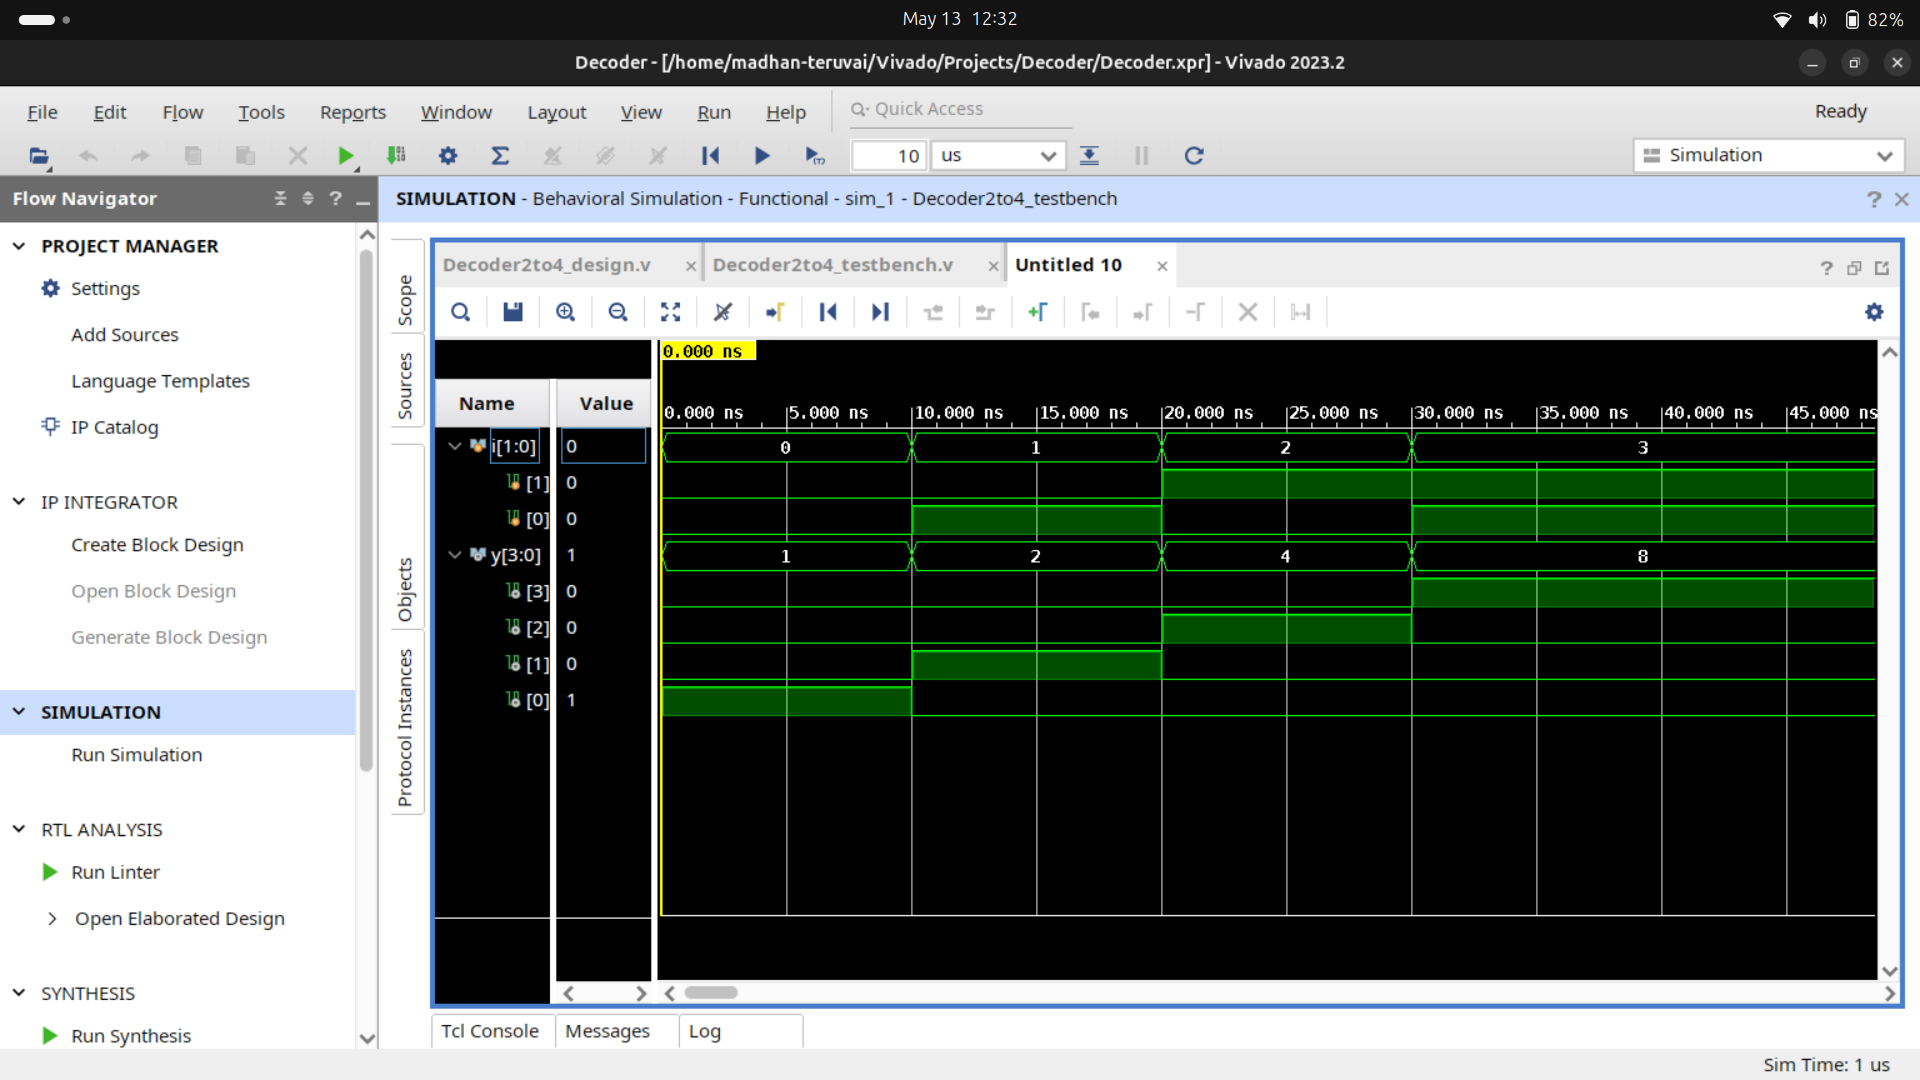 May 13 12:32
82%
Decoder - [/home/madhan-teruvai/Vivado/Projects/Decoder/Decoder.xpr] - Vivado 2023.2
File Edit Flow Tools Reports Window Layout View Run Help Quick Access Ready
10 us Simulation
Flow Navigator
PROJECT MANAGER
Settings
Add Sources
Language Templates
IP Catalog
IP INTEGRATOR
Create Block Design
Open Block Design
Generate Block Design
SIMULATION
Run Simulation
RTL ANALYSIS
Run Linter
Open Elaborated Design
SYNTHESIS
Run Synthesis
SIMULATION - Behavioral Simulation - Functional - sim_1 - Decoder2to4_testbench
Scope
Sources
Objects
Protocol Instances
Decoder2to4_design.v Decoder2to4_testbench.v Untitled 10
0.000 ns
Name Value
0.000 ns 5.000 ns 10.000 ns 15.000 ns 20.000 ns 25.000 ns 30.000 ns 35.000 ns 40.000 ns 45.000 ns
i[1:0] 0 0 1 2 3
[1] 0
[0] 0
y[3:0] 1 1 2 4 8
[3] 0
[2] 0
[1] 0
[0] 1
Tcl Console Messages Log
Sim Time: 1 us